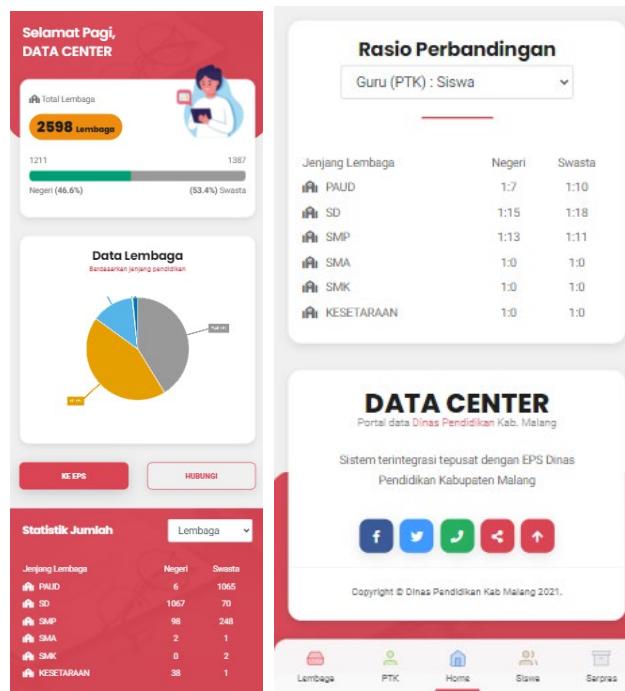 Selamat Pagi,
DATA CENTER
Total Lembaga
2598 Lembaga
1211 1387
Negeri (46.6%) (53.4%) Swasta
Data Lembaga
Berdasarkan jenjang pendidikan
KE EPS HUBUNGI
Statistik Jumlah Lembaga
Jenjang Lembaga Negeri Swasta
PAUD 6 1065
SD 1067 70
SMP 98 248
SMA 2 1
SMK 0 2
KESETARAAN 38 1
Rasio Perbandingan
Guru (PTK) : Siswa
Jenjang Lembaga Negeri Swasta
PAUD 1:7 1:10
SD 1:15 1:18
SMP 1:13 1:11
SMA 1:0 1:0
SMK 1:0 1:0
KESETARAAN 1:0 1:0
DATA CENTER
Portal data Dinas Pendidikan Kab. Malang
Sistem terintegrasi tepusat dengan EPS Dinas
Pendidikan Kabupaten Malang
Copyright © Dinas Pendidikan Kab Malang 2021.
Lembaga PTK Home Siswa Sarpras